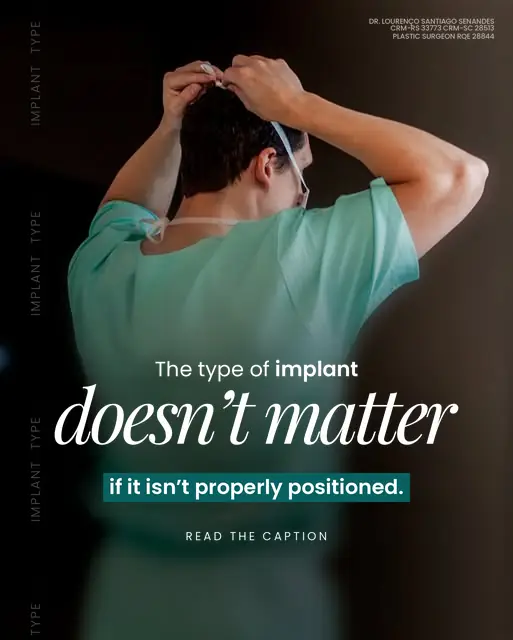 DR. LOURENÇO SANTIAGO SENANDES
CRM-RS 33773 CRM-SC 28513
PLASTIC SURGEON RQE 28844
IMPLANT TYPE
IMPLANT TYPE
IMPLANT TYPE
TYPE
The type of implant
doesn't matter
if it isn't properly positioned.
READ THE CAPTION